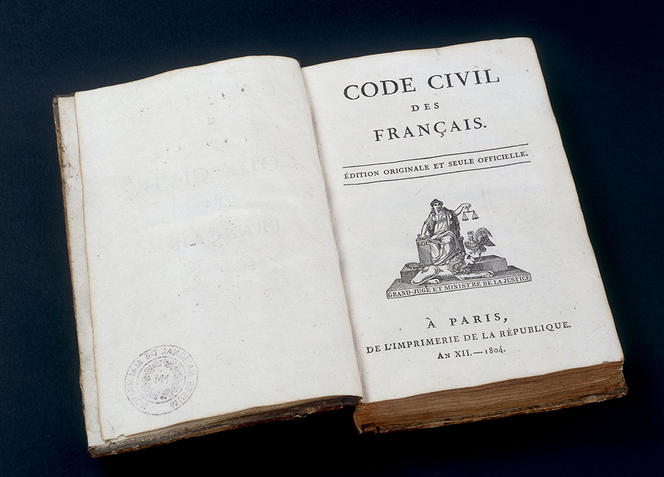 CODE CIVIL
DES
FRANÇAIS.
ÉDITION ORIGINALE ET SEULE OFFICIELLE.
GRAND-JUGE ET MINISTRE DE LA JUSTICE
À PARIS,
DE L'IMPRIMERIE DE LA RÉPUBLIQUE.
AN XII.—1804.